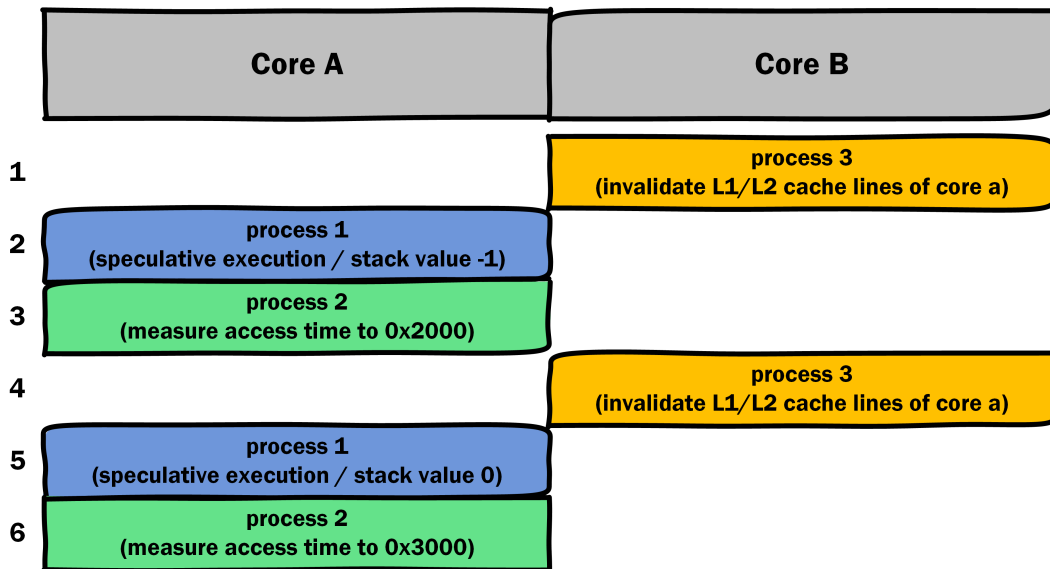 Core A
Core B
1
process 3
(invalidate L1/L2 cache lines of core a)
2
process 1
(speculative execution / stack value -1)
3
process 2
(measure access time to 0x2000)
4
process 3
(invalidate L1/L2 cache lines of core a)
5
process 1
(speculative execution / stack value 0)
6
process 2
(measure access time to 0x3000)